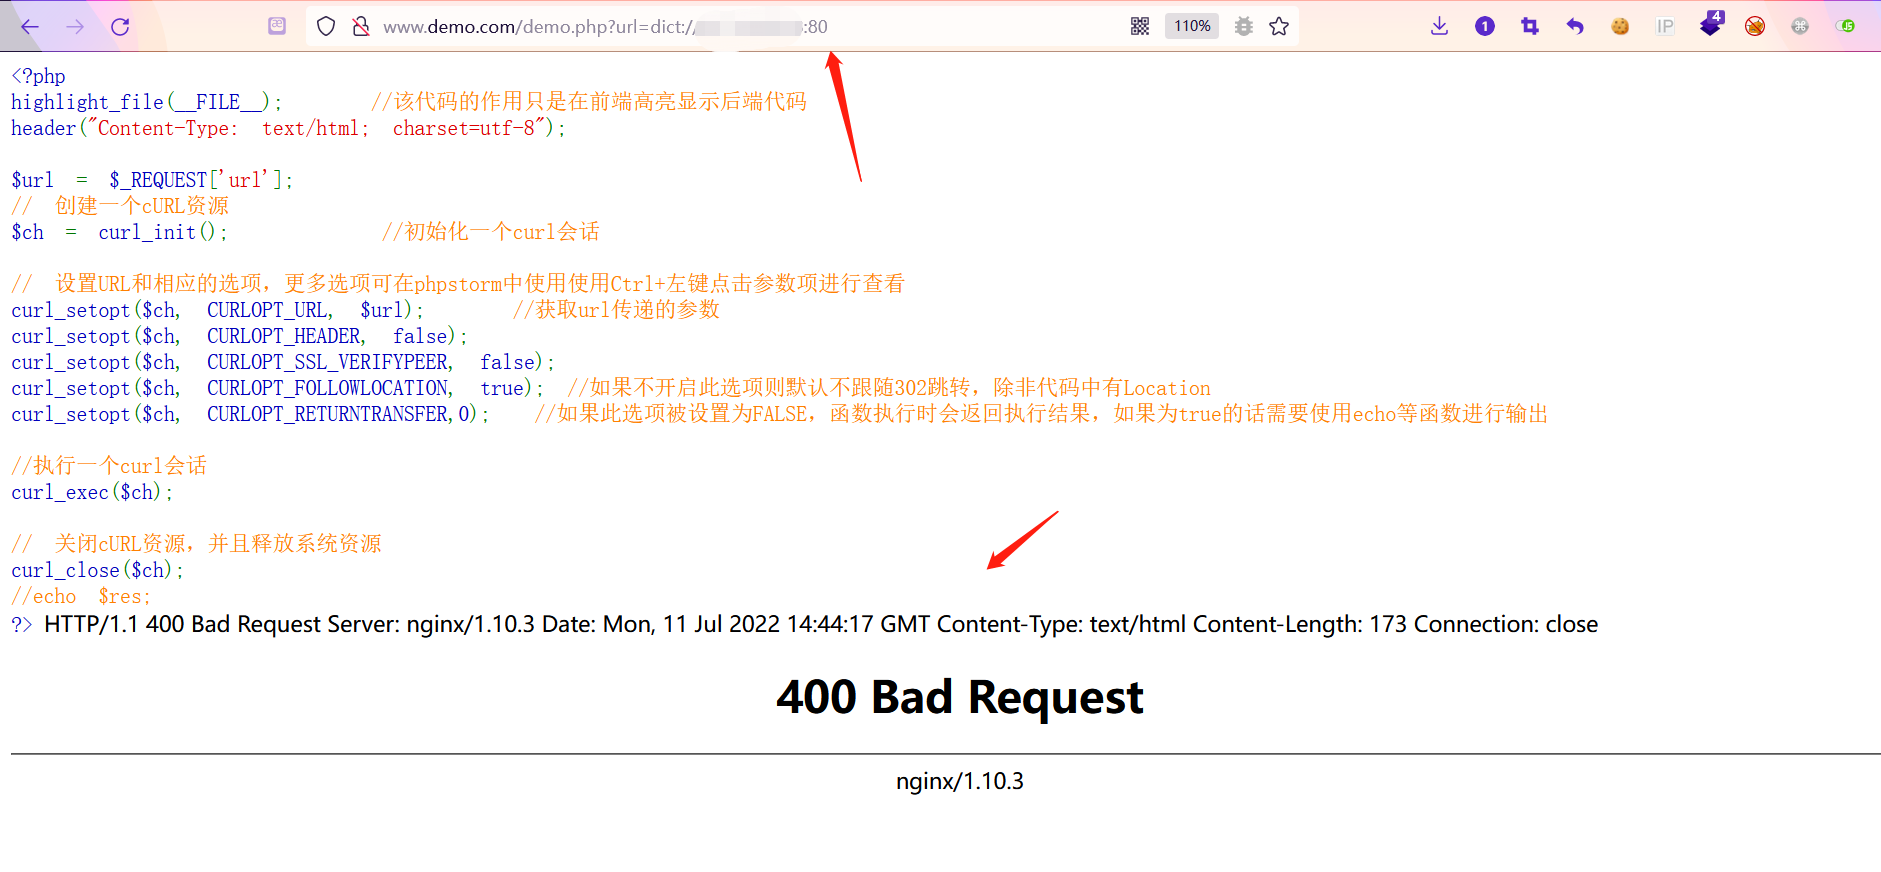 www.demo.com/demo.php?url=dict://:80
110%
1
IP
4
JS
<?php
highlight_file(__FILE__); //该代码的作用只是在前端高亮显示后端代码
header("Content-Type: text/html; charset=utf-8");
$url = $_REQUEST['url'];
// 创建一个cURL资源
$ch = curl_init(); //初始化一个curl会话
// 设置URL和相应的选项，更多选项可在phpstorm中使用使用Ctrl+左键点击参数项进行查看
curl_setopt($ch, CURLOPT_URL, $url); //获取url传递的参数
curl_setopt($ch, CURLOPT_HEADER, false);
curl_setopt($ch, CURLOPT_SSL_VERIFYPEER, false);
curl_setopt($ch, CURLOPT_FOLLOWLOCATION, true); //如果不开启此选项则默认不跟随302跳转，除非代码中有Location
curl_setopt($ch, CURLOPT_RETURNTRANSFER,0); //如果此选项被设置为FALSE，函数执行时会返回执行结果，如果为true的话需要使用echo等函数进行输出
//执行一个curl会话
curl_exec($ch);
// 关闭cURL资源，并且释放系统资源
curl_close($ch);
//echo $res;
?> HTTP/1.1 400 Bad Request Server: nginx/1.10.3 Date: Mon, 11 Jul 2022 14:44:17 GMT Content-Type: text/html Content-Length: 173 Connection: close
400 Bad Request
nginx/1.10.3